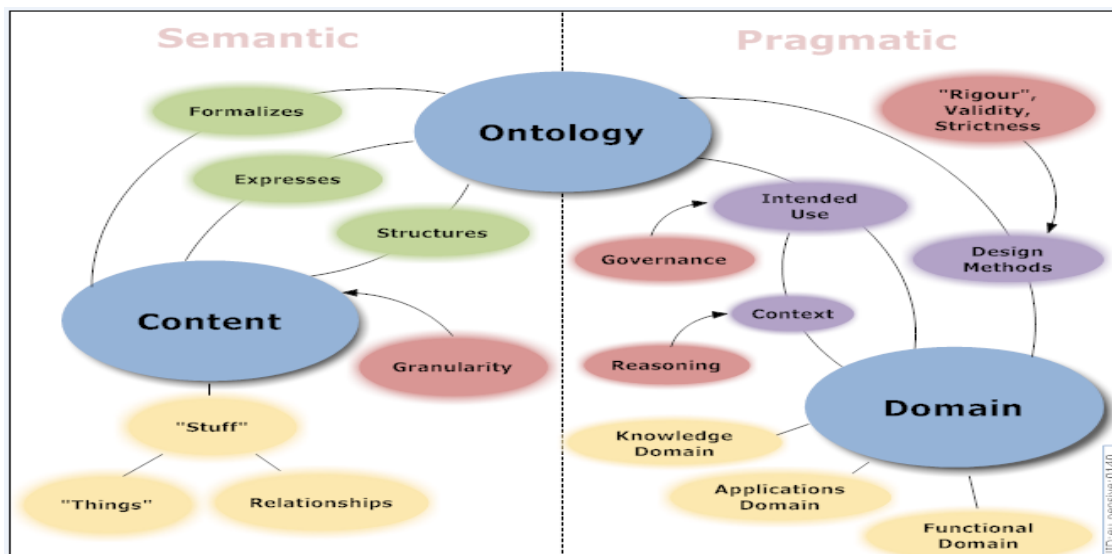 Semantic
Pragmatic
Ontology
Formalizes
Expresses
Structures
Content
Granularity
"Stuff"
"Things"
Relationships
"Rigour",
Validity,
Strictness
Intended
Use
Governance
Design
Methods
Context
Reasoning
Domain
Knowledge
Domain
Applications
Domain
Functional
Domain